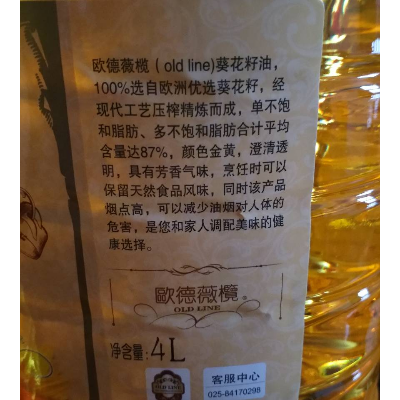 欧德薇榄（old line)葵花籽油，
100%选自欧洲优选葵花籽，经
现代工艺压榨精炼而成，单不饱
和脂肪、多不饱和脂肪合计平均
含量达87%，颜色金黄，澄清透
明，具有芳香气味，烹饪时可以
保留天然食品风味，同时该产品
烟点高，可以减少油烟对人体的
危害，是您和家人调配美味的健
康选择。
歐德薇欖®
OLD LINE
净含量:4L
OLD LINE
客服中心
025-84170298